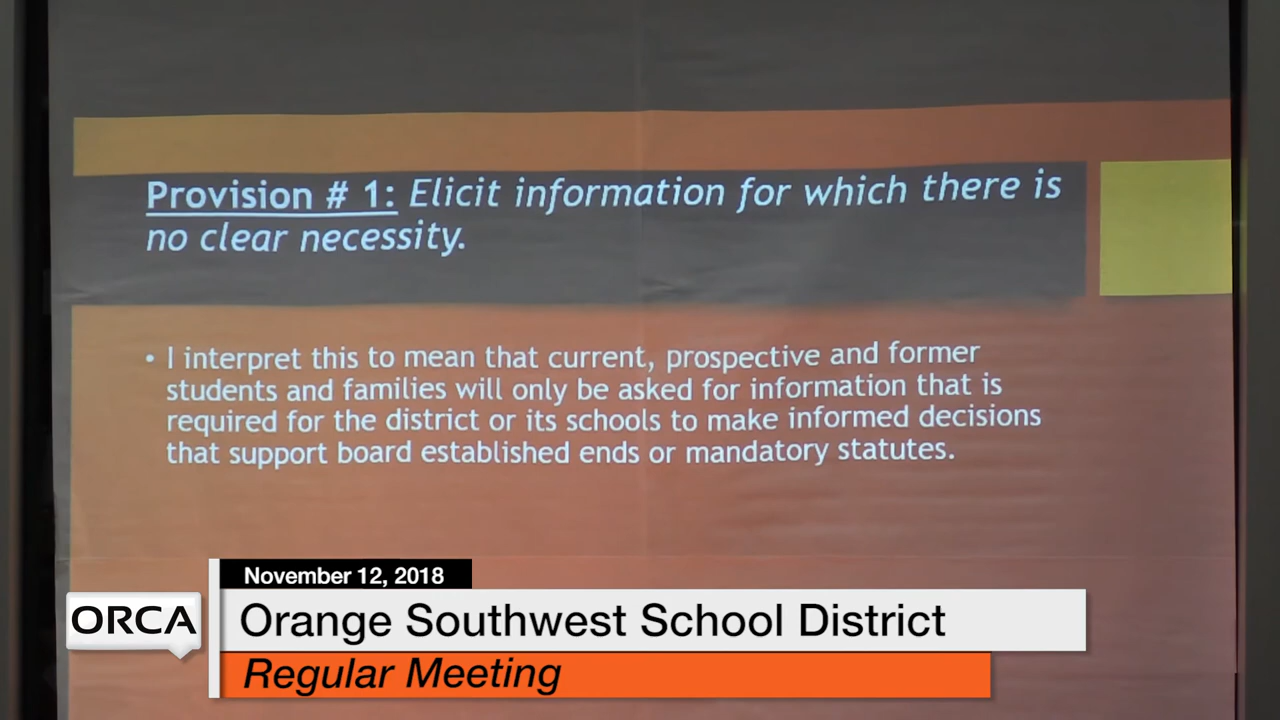 Provision # 1: Elicit information for which there is
no clear necessity.
• I interpret this to mean that current, prospective and former
students and families will only be asked for information that is
required for the district or its schools to make informed decisions
that support board established ends or mandatory statutes.
November 12, 2018
ORCA
Orange Southwest School District
Regular Meeting